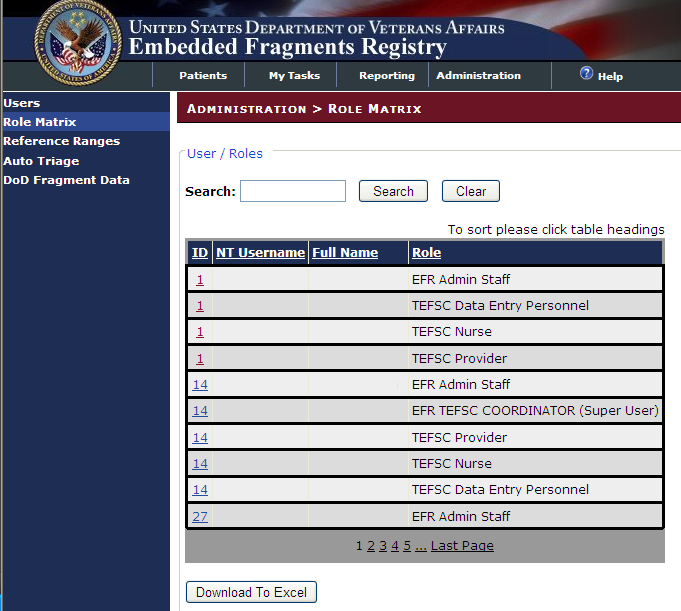 United States Department of Veterans Affairs
Embedded Fragments Registry
Patients My Tasks Reporting Administration ? Help
Users
Role Matrix
Reference Ranges
Auto Triage
DoD Fragment Data
Administration > Role Matrix
User / Roles
Search: Search Clear
To sort please click table headings
ID NT Username Full Name Role
1 EFR Admin Staff
1 TEFSC Data Entry Personnel
1 TEFSC Nurse
1 TEFSC Provider
14 EFR Admin Staff
14 EFR TEFSC COORDINATOR (Super User)
14 TEFSC Provider
14 TEFSC Nurse
14 TEFSC Data Entry Personnel
27 EFR Admin Staff
1 2 3 4 5 ... Last Page
Download To Excel